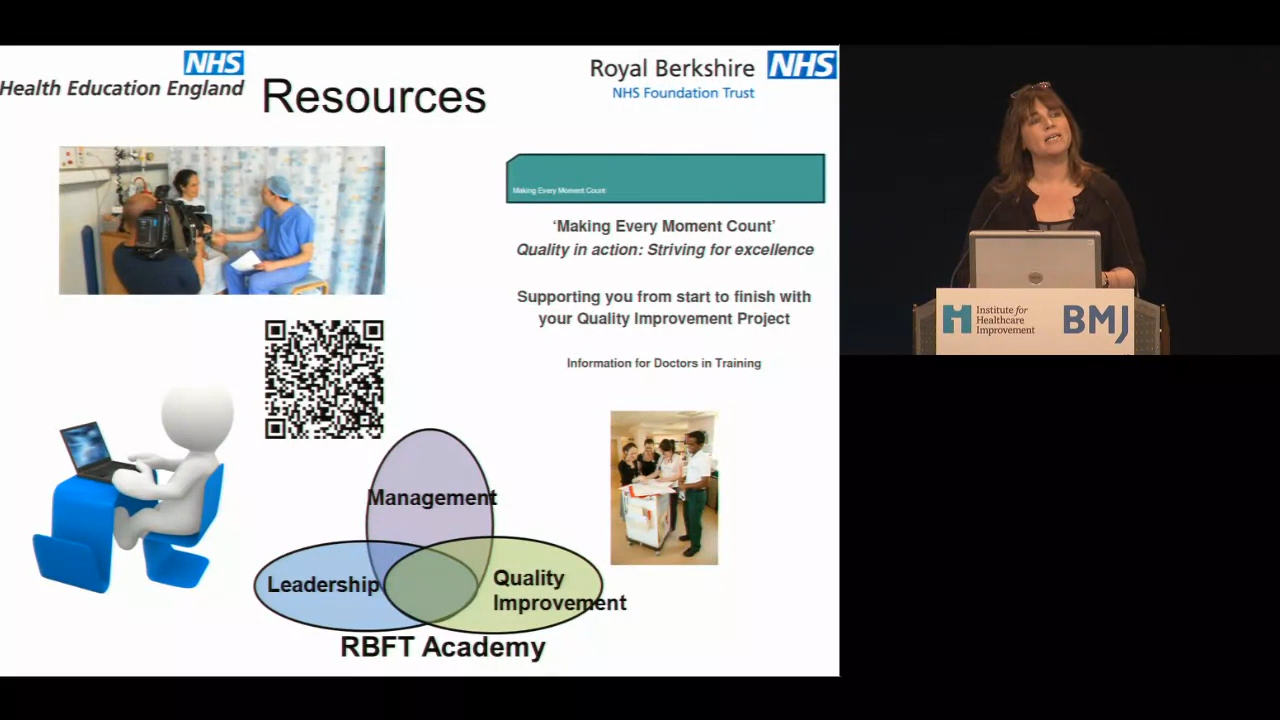 NHS
Health Education England
Resources
Royal Berkshire NHS
NHS Foundation Trust
Making Every Moment Count
‘Making Every Moment Count’
Quality in action: Striving for excellence
Supporting you from start to finish with
your Quality Improvement Project
Information for Doctors in Training
Management
Leadership
Quality
Improvement
RBFT Academy
Institute for
Healthcare
Improvement
BMJ